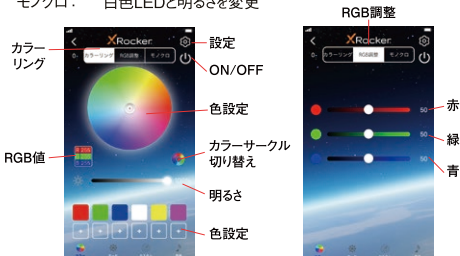 モノクロ： 白色LEDと明るさを変更
RGB調整
カラー
リング
XRocker
カラーリング RGB調整 モノクロ
設定
ON/OFF
色設定
RGB値
カラーサークル
切り替え
明るさ
色設定
XRocker
カラーリング RGB調整 モノクロ
50
赤
50
緑
50
青